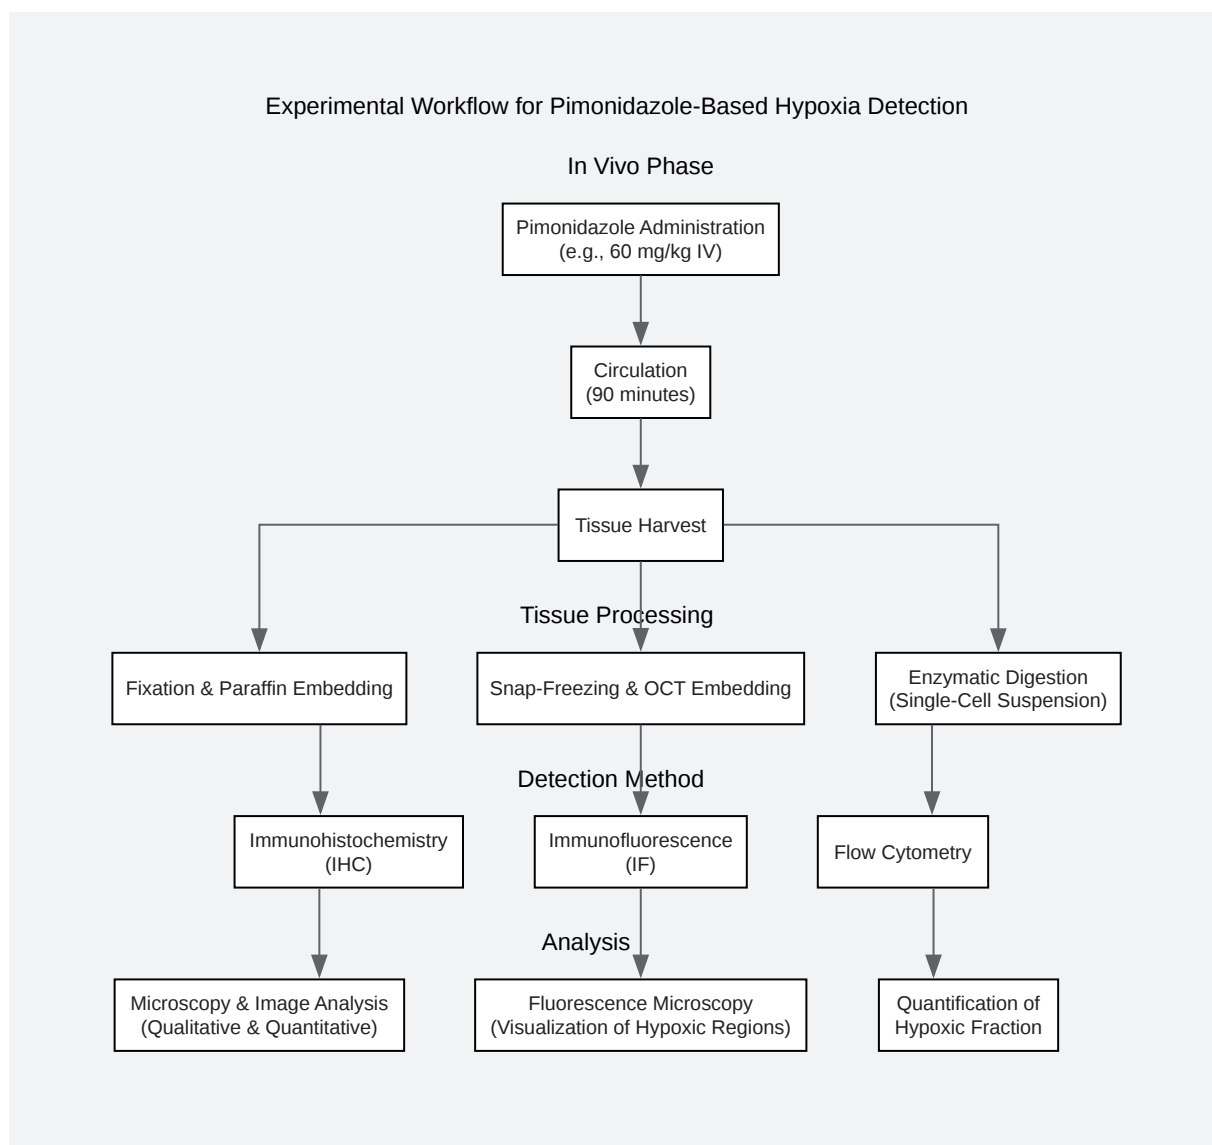 Experimental Workflow for Pimonidazole-Based Hypoxia Detection
In Vivo Phase
Pimonidazole Administration
(e.g., 60 mg/kg IV)
Circulation
(90 minutes)
Tissue Harvest
Tissue Processing
Fixation & Paraffin Embedding
Snap-Freezing & OCT Embedding
Enzymatic Digestion
(Single-Cell Suspension)
Detection Method
Immunohistochemistry
(IHC)
Immunofluorescence
(IF)
Flow Cytometry
Analysis
Microscopy & Image Analysis
(Qualitative & Quantitative)
Fluorescence Microscopy
(Visualization of Hypoxic Regions)
Quantification of
Hypoxic Fraction